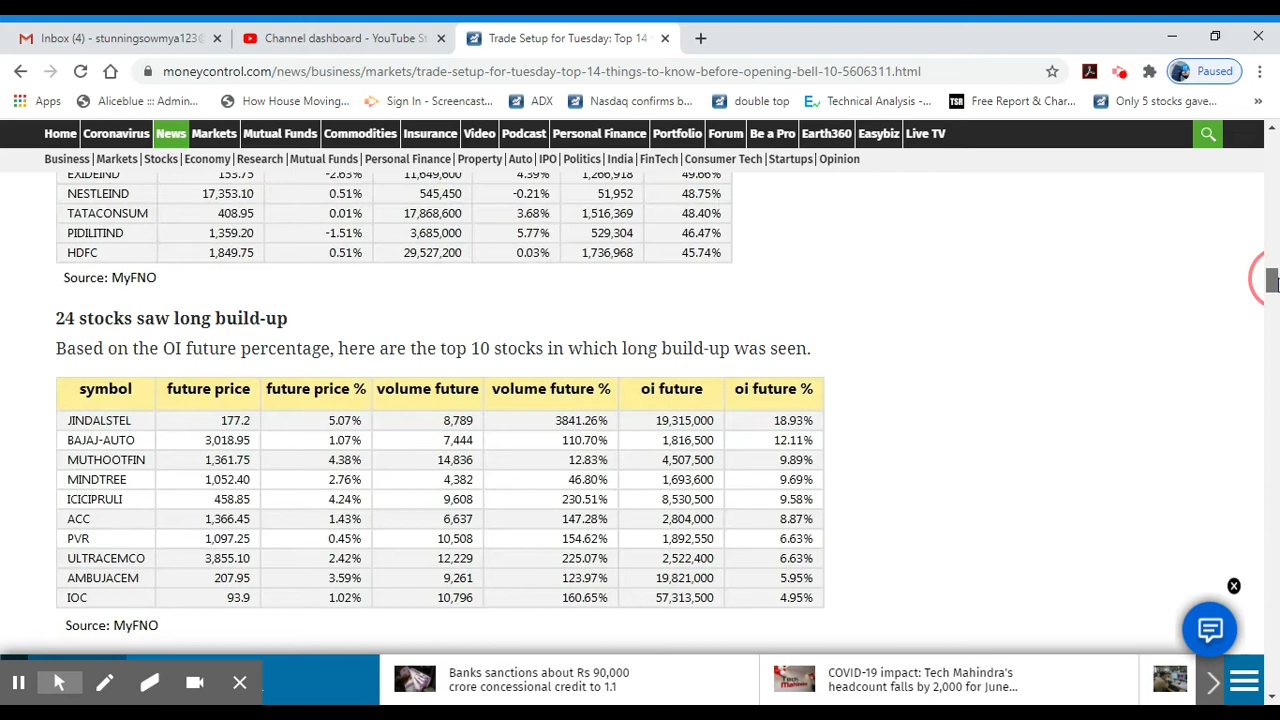 Inbox (4) - stunningsowmya123@
Channel dashboard - YouTube St
Trade Setup for Tuesday: Top 14
moneycontrol.com/news/business/markets/trade-setup-for-tuesday-top-14-things-to-know-before-opening-bell-10-5606311.html
Paused
Apps Aliceblue ::: Admin... How House Moving... Sign In - Screencast... ADX Nasdaq confirms b... double top Technical Analysis -... TSR Free Report & Char... Only 5 stocks gave... »
Home Coronavirus News Markets Mutual Funds Commodities Insurance Video Podcast Personal Finance Portfolio Forum Be a Pro Earth360 Easybiz Live TV
Business | Markets | Stocks | Economy | Research | Mutual Funds | Personal Finance | Property | Auto | IPO | Politics | India | FinTech | Consumer Tech | Startups | Opinion
EXIDEIND 153.75 -2.63% 11,649,600 4.39% 1,266,918 49.66%
NESTLEIND 17,353.10 0.51% 545,450 -0.21% 51,952 48.75%
TATACONSUM 408.95 0.01% 17,868,600 3.68% 1,516,369 48.40%
PIDILITIND 1,359.20 -1.51% 3,685,000 5.77% 529,304 46.47%
HDFC 1,849.75 0.51% 29,527,200 0.03% 1,736,968 45.74%
Source: MyFNO
24 stocks saw long build-up
Based on the OI future percentage, here are the top 10 stocks in which long build-up was seen.
symbol future price future price % volume future volume future % oi future oi future %
JINDALSTEL 177.2 5.07% 8,789 3841.26% 19,315,000 18.93%
BAJAJ-AUTO 3,018.95 1.07% 7,444 110.70% 1,816,500 12.11%
MUTHOOTFIN 1,361.75 4.38% 14,836 12.83% 4,507,500 9.89%
MINDTREE 1,052.40 2.76% 4,382 46.80% 1,693,600 9.69%
ICICIPRULI 458.85 4.24% 9,608 230.51% 8,530,500 9.58%
ACC 1,366.45 1.43% 6,637 147.28% 2,804,000 8.87%
PVR 1,097.25 0.45% 10,508 154.62% 1,892,550 6.63%
ULTRACEMCO 3,855.10 2.42% 12,229 225.07% 2,522,400 6.63%
AMBUJACEM 207.95 3.59% 9,261 123.97% 19,821,000 5.95%
IOC 93.9 1.02% 10,796 160.65% 57,313,500 4.95%
Source: MyFNO
Banks sanctions about Rs 90,000
crore concessional credit to 1.1
COVID-19 impact: Tech Mahindra's
headcount falls by 2,000 for June...